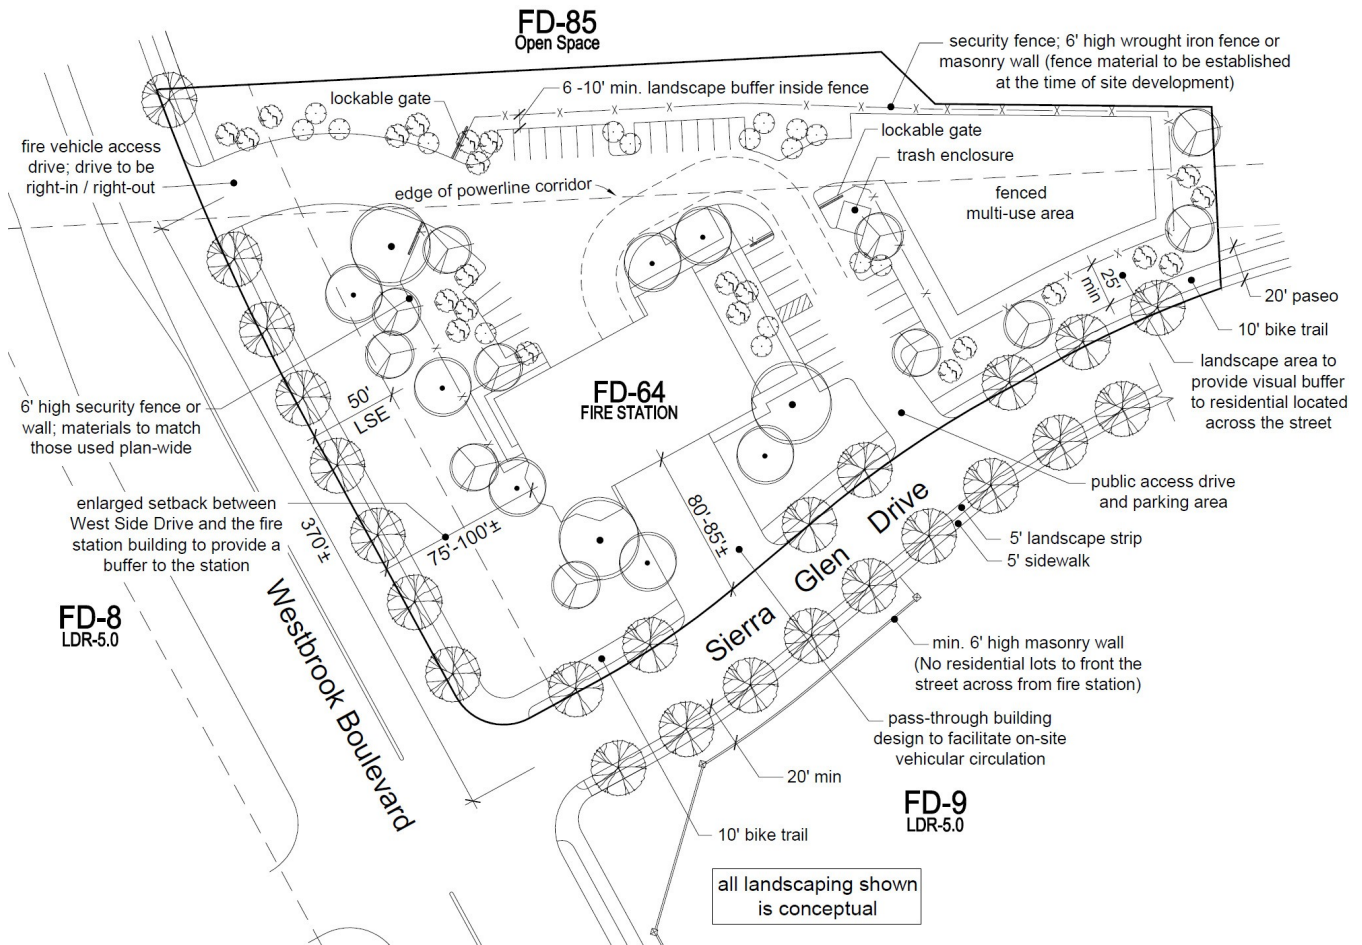 FD-85
Open Space
security fence; 6' high wrought iron fence or
masonry wall (fence material to be established
at the time of site development)
6 -10' min. landscape buffer inside fence
lockable gate
lockable gate
trash enclosure
fire vehicle access
drive; drive to be
right-in / right-out
edge of powerline corridor
fenced
multi-use area
25'
min
20' paseo
10' bike trail
landscape area to
provide visual buffer
to residential located
across the street
6' high security fence or
wall; materials to match
those used plan-wide
50'
LSE
FD-64
FIRE STATION
public access drive
and parking area
enlarged setback between
West Side Drive and the fire
station building to provide a
buffer to the station
370'±
75'-100'±
80'-85'±
Sierra Glen Drive
5' landscape strip
5' sidewalk
FD-8
LDR-5.0
Westbrook Boulevard
min. 6' high masonry wall
(No residential lots to front the
street across from fire station)
pass-through building
design to facilitate on-site
vehicular circulation
20' min
FD-9
LDR-5.0
10' bike trail
all landscaping shown
is conceptual